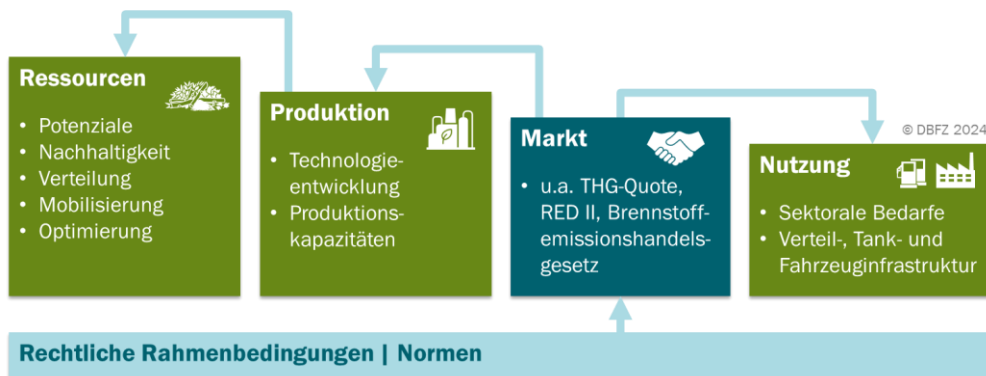 Ressourcen
• Potenziale
• Nachhaltigkeit
• Verteilung
• Mobilisierung
• Optimierung
Produktion
• Technologie-
entwicklung
• Produktions-
kapazitäten
Markt
• u.a. THG-Quote,
RED II, Brennstoff-
emissionshandels-
gesetz
© DBFZ 2024
Nutzung
• Sektorale Bedarfe
• Verteil-, Tank- und
Fahrzeuginfrastruktur
Rechtliche Rahmenbedingungen | Normen